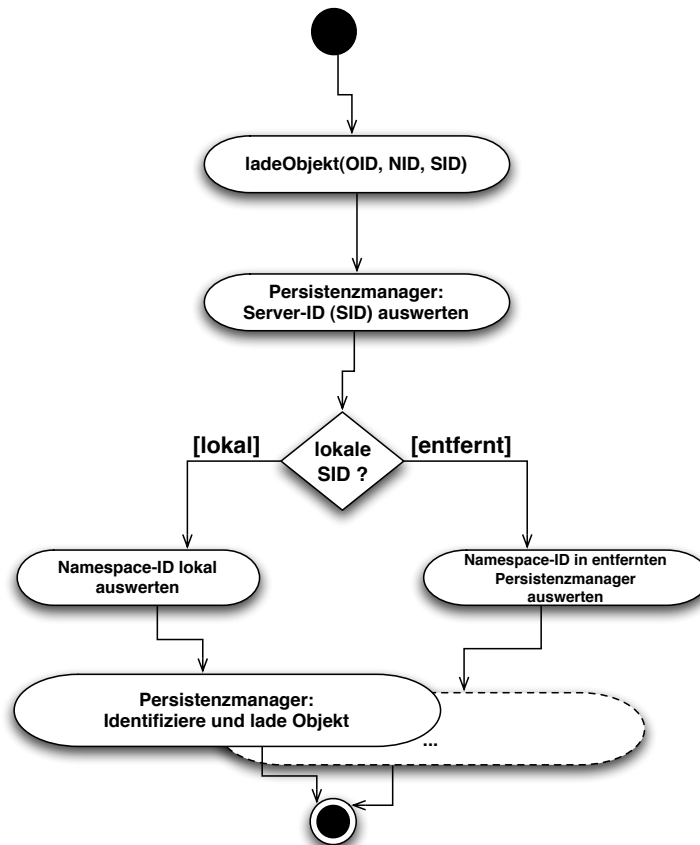 ladeObjekt(OID, NID, SID)
Persistenzmanager:
Server-ID (SID) auswerten
[lokal]
lokale
SID ?
[entfernt]
Namespace-ID lokal
auswerten
Namespace-ID in entfernten
Persistenzmanager
auswerten
Persistenzmanager:
Identifiziere und lade Objekt
...